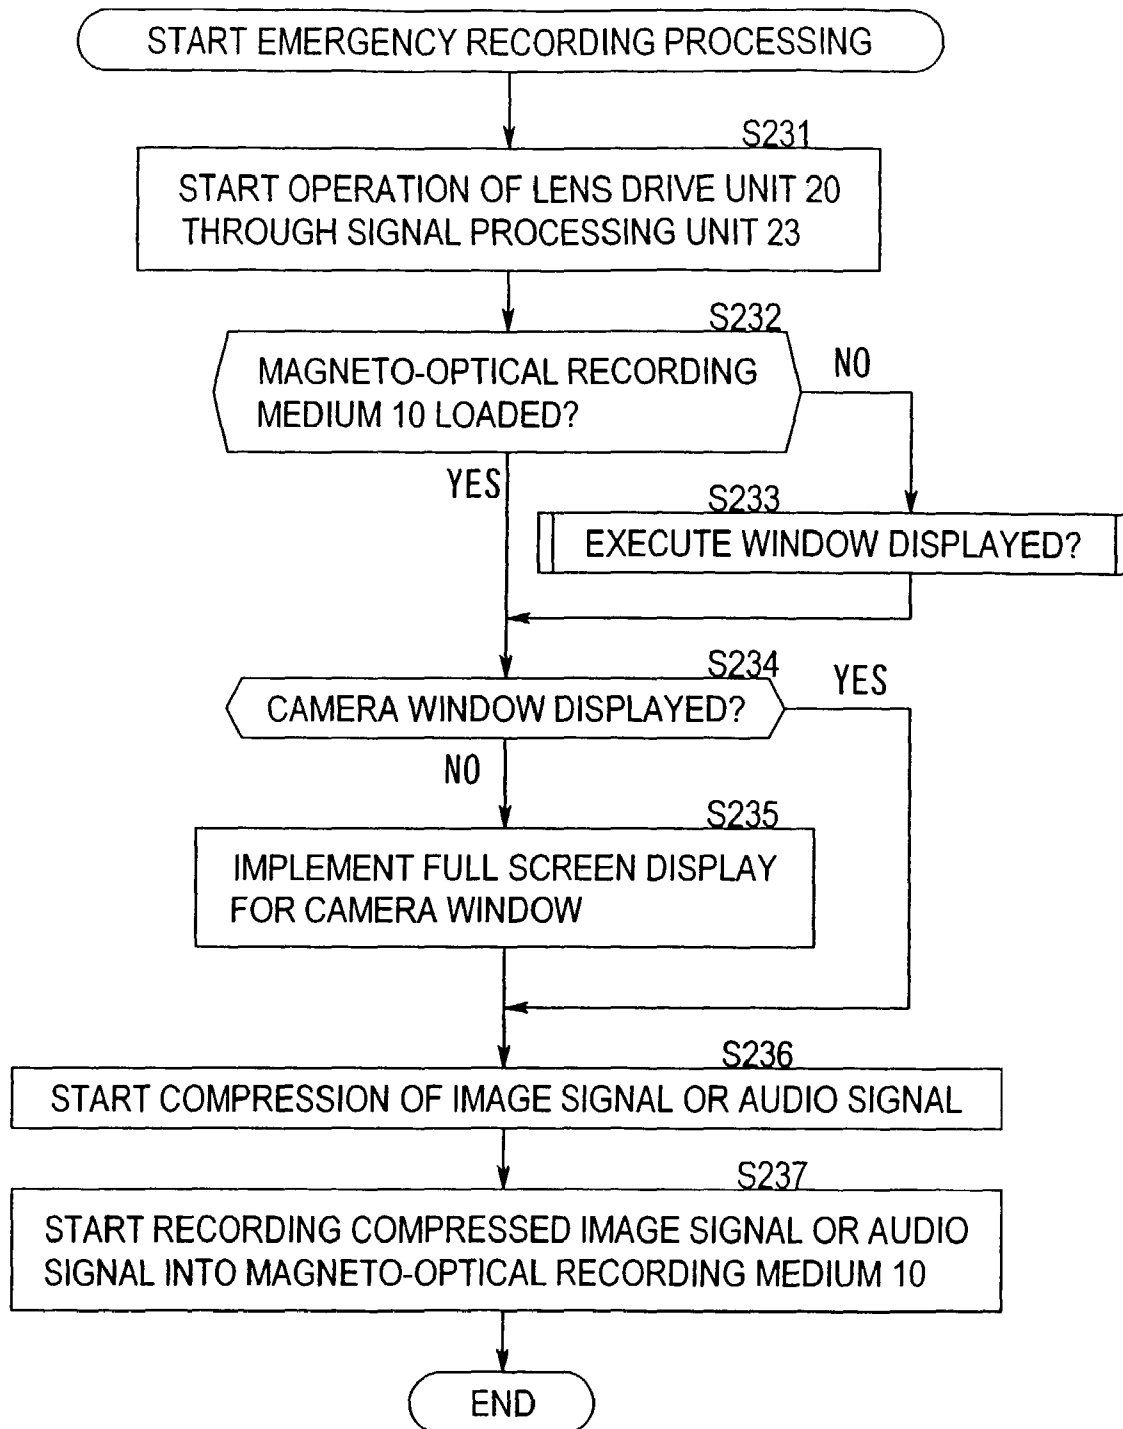 START EMERGENCY RECORDING PROCESSING
S231
START OPERATION OF LENS DRIVE UNIT 20
THROUGH SIGNAL PROCESSING UNIT 23
S232
MAGNETO-OPTICAL RECORDING
MEDIUM 10 LOADED?
NO
YES
S233
EXECUTE WINDOW DISPLAYED?
S234
CAMERA WINDOW DISPLAYED?
YES
NO
S235
IMPLEMENT FULL SCREEN DISPLAY
FOR CAMERA WINDOW
S236
START COMPRESSION OF IMAGE SIGNAL OR AUDIO SIGNAL
S237
START RECORDING COMPRESSED IMAGE SIGNAL OR AUDIO
SIGNAL INTO MAGNETO-OPTICAL RECORDING MEDIUM 10
END